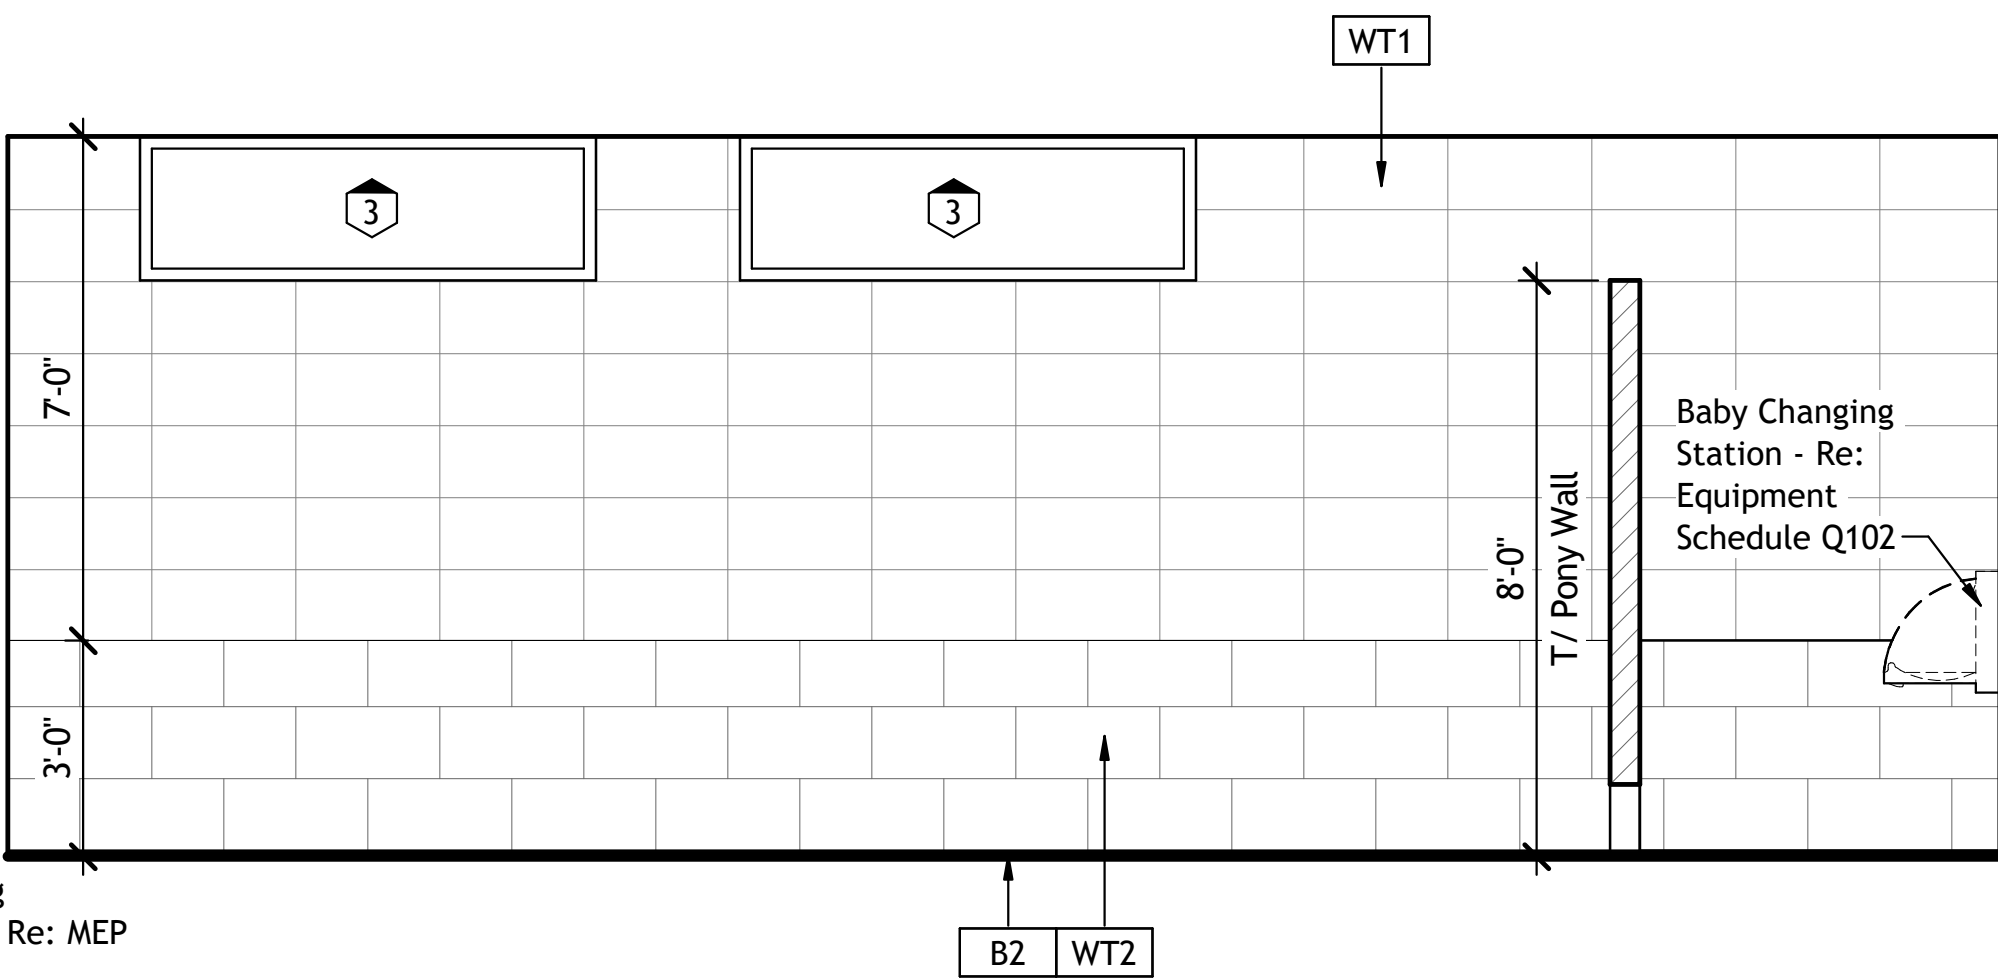 WT1
3
3
7'-0"
Baby Changing
Station - Re:
Equipment
Schedule Q102
8'-0"
T/ Pony Wall
3'-0"
Re: MEP
B2
WT2